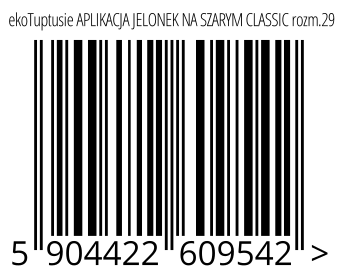 ekoTuptusie APLIKACJA JELONEK NA SZARYM CLASSIC rozm.29
5 904422 609542 >